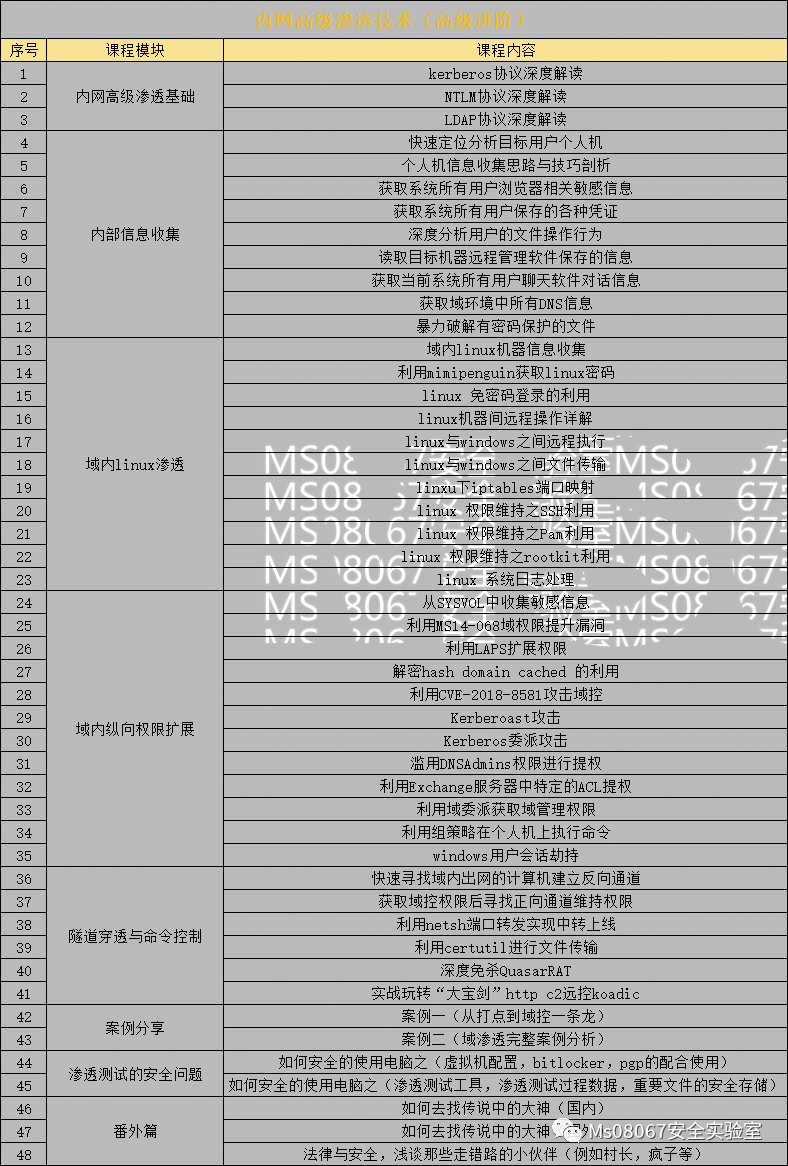 内网高级渗透技术（高级进阶）
序号 课程模块 课程内容
1 kerberos协议深度解读
2 内网高级渗透基础 NTLM协议深度解读
3 LDAP协议深度解读
4 快速定位分析目标用户个人机
5 个人机信息收集思路与技巧剖析
6 获取系统所有用户浏览器相关敏感信息
7 获取系统所有用户保存的各种凭证
8 内部信息收集 深度分析用户的文件操作行为
9 读取目标机器远程管理软件保存的信息
10 获取当前系统所有用户聊天软件对话信息
11 获取域环境中所有DNS信息
12 暴力破解有密码保护的文件
13 域内linux机器信息收集
14 利用mimipenguin获取linux密码
15 linux 免密码登录的利用
16 linux机器间远程操作详解
17 linux与windows之间远程执行
18 域内linux渗透 linux与windows之间文件传输
19 linxu下iptables端口映射
20 linux 权限维持之SSH利用
21 linux 权限维持之Pam利用
22 linux 权限维持之rootkit利用
23 linux 系统日志处理
24 从SYSVOL中收集敏感信息
25 利用MS14-068域权限提升漏洞
26 利用LAPS扩展权限
27 解密hash domain cached 的利用
28 利用CVE-2018-8581攻击域控
29 Kerberoast攻击
30 域内纵向权限扩展 Kerberos委派攻击
31 滥用DNSAdmins权限进行提权
32 利用Exchange服务器中特定的ACL提权
33 利用域委派获取域管理权限
34 利用组策略在个人机上执行命令
35 windows用户会话劫持
36 快速寻找域内出网的计算机建立反向通道
37 获取域控权限后寻找正向通道维持权限
38 利用netsh端口转发实现中转上线
39 隧道穿透与命令控制 利用certutil进行文件传输
40 深度免杀QuasarRAT
41 实战玩转“大宝剑”http c2远控koadic
42 案例分享 案例一（从打点到域控一条龙）
43 案例二（域渗透完整案例分析）
44 渗透测试的安全问题 如何安全的使用电脑之（虚拟机配置，bitlocker，pgp的配合使用）
45 如何安全的使用电脑之（渗透测试工具，渗透测试过程数据，重要文件的安全存储）
46 如何去找传说中的大神（国内）
47 番外篇 如何去找传说中的大神
Ms08067安全实验室
48 法律与安全，浅谈那些走错路的小伙伴（例如村长，疯子等）